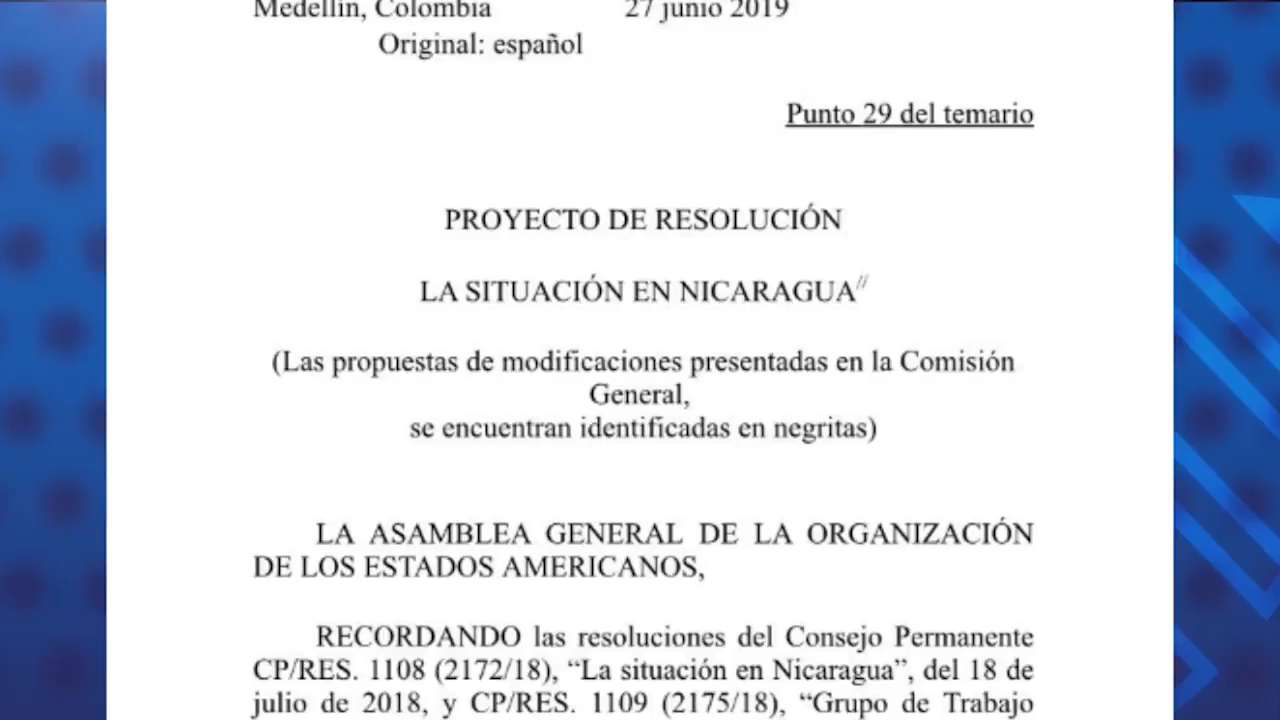 Medellín, Colombia 27 junio 2019
Original: español
Punto 29 del temario
PROYECTO DE RESOLUCIÓN
LA SITUACIÓN EN NICARAGUA//
(Las propuestas de modificaciones presentadas en la Comisión
General,
se encuentran identificadas en negritas)
LA ASAMBLEA GENERAL DE LA ORGANIZACIÓN
DE LOS ESTADOS AMERICANOS,
RECORDANDO las resoluciones del Consejo Permanente
CP/RES. 1108 (2172/18), “La situación en Nicaragua”, del 18 de
julio de 2018, y CP/RES. 1109 (2175/18), “Grupo de Trabajo